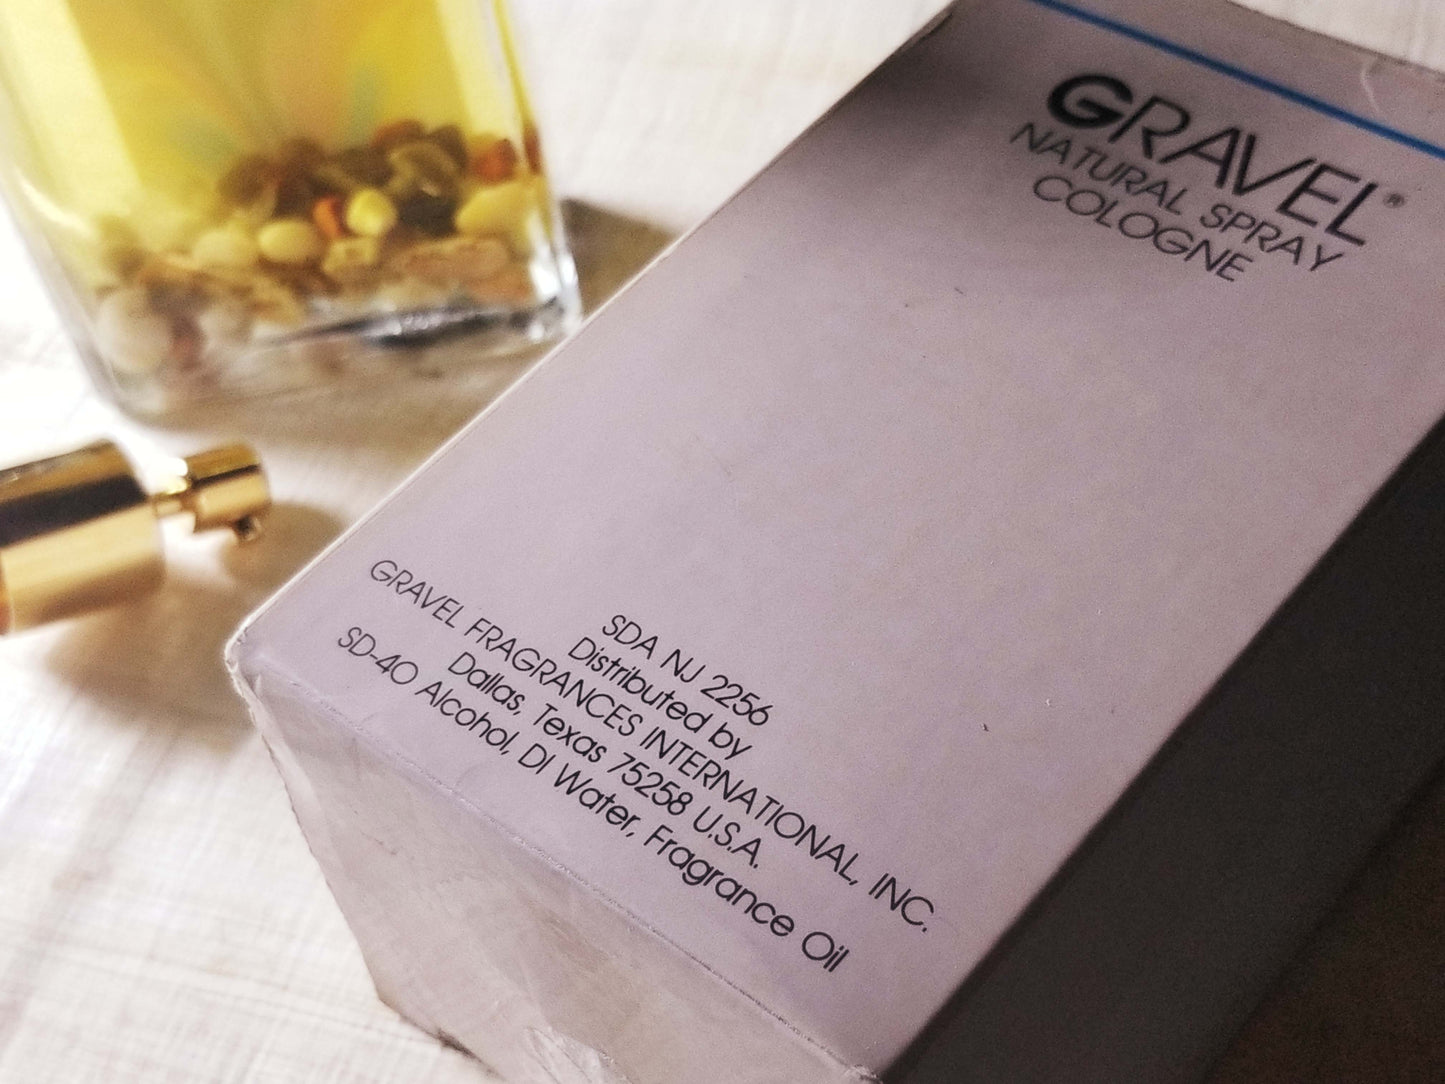 GRAVEL®
NATURAL SPRAY
COLOGNE
SDA NJ 2256
Distributed by
GRAVEL FRAGRANCES INTERNATIONAL, INC.
Dallas, Texas 75258 U.S.A.
SD-40 Alcohol, DI Water, Fragrance Oil